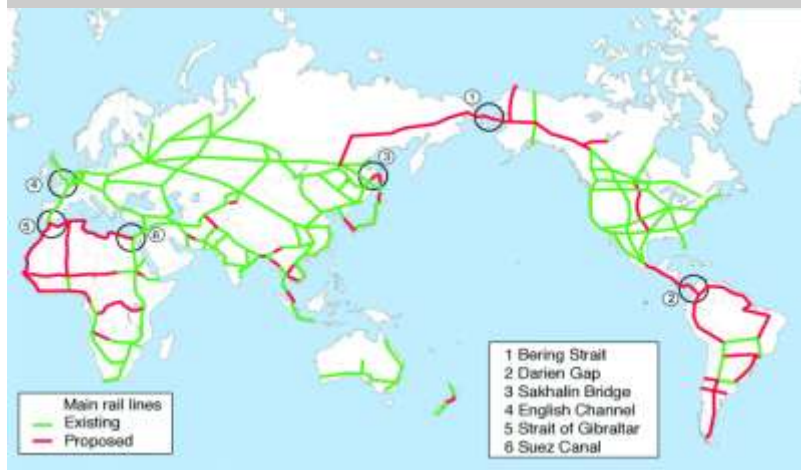 1
3
4
5
6
2
1 Bering Strait
2 Darien Gap
3 Sakhalin Bridge
4 English Channel
5 Strait of Gibraltar
6 Suez Canal
Main rail lines
Existing
Proposed